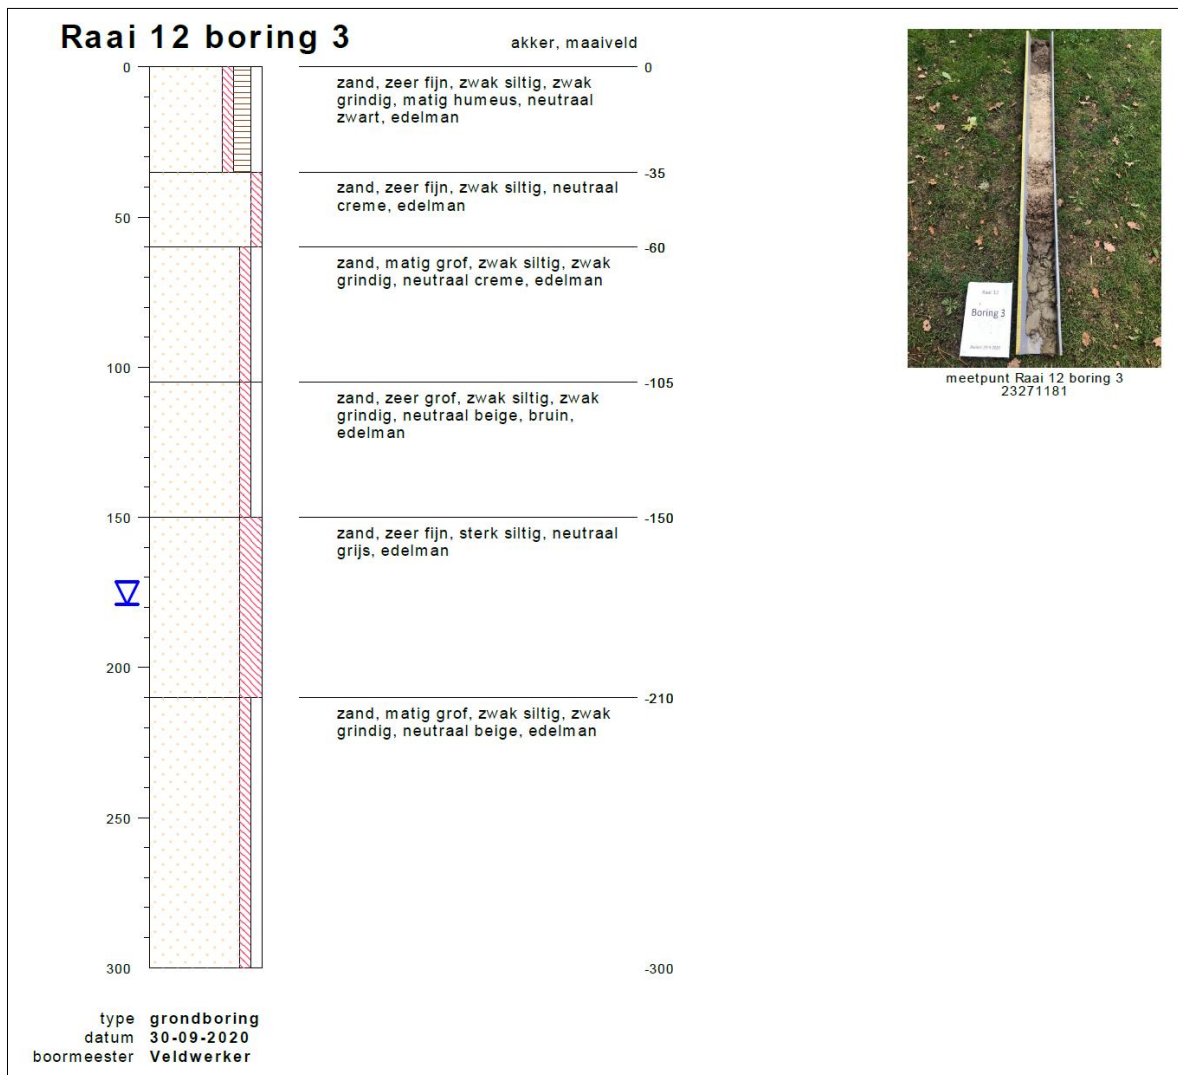 Raai 12 boring 3
akker, maaiveld
0
0
zand, zeer fijn, zwak siltig, zwak
grindig, matig humeus, neutraal
zwart, edelman
-35
zand, zeer fijn, zwak siltig, neutraal
creme, edelman
50
-60
zand, matig grof, zwak siltig, zwak
grindig, neutraal creme, edelman
100
-105
zand, zeer grof, zwak siltig, zwak
grindig, neutraal beige, bruin,
edelman
150
-150
zand, zeer fijn, sterk siltig, neutraal
grijs, edelman
200
-210
zand, matig grof, zwak siltig, zwak
grindig, neutraal beige, edelman
250
300
-300
type grondboring
datum 30-09-2020
boormeester Veldwerker
Raai 12
Boring 3
meetpunt Raai 12 boring 3
23271181